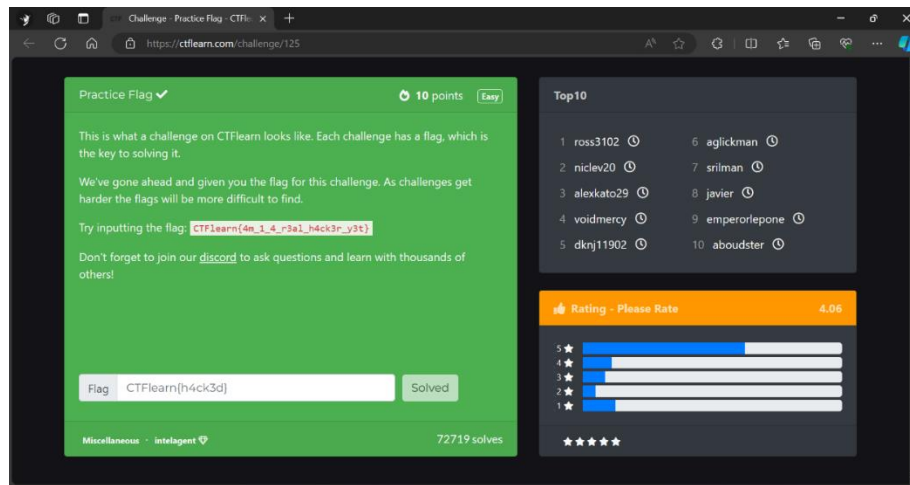 Challenge - Practice Flag - CTFle
https://ctflearn.com/challenge/125
Practice Flag
10 points Easy
This is what a challenge on CTFlearn looks like. Each challenge has a flag, which is
the key to solving it.
We've gone ahead and given you the flag for this challenge. As challenges get
harder the flags will be more difficult to find.
Try inputting the flag: CTFlearn{4m_1_4_r3al_h4ck3r_y3t}
Don't forget to join our discord to ask questions and learn with thousands of
others!
Flag CTFlearn{h4ck3d} Solved
Miscellaneous · intelagent 72719 solves
Top10
1 ross3102 6 aglickman
2 niclev20 7 srilman
3 alexkato29 8 javier
4 voidmercy 9 emperorlepone
5 dknj11902 10 aboudster
Rating - Please Rate 4.06
5
4
3
2
1